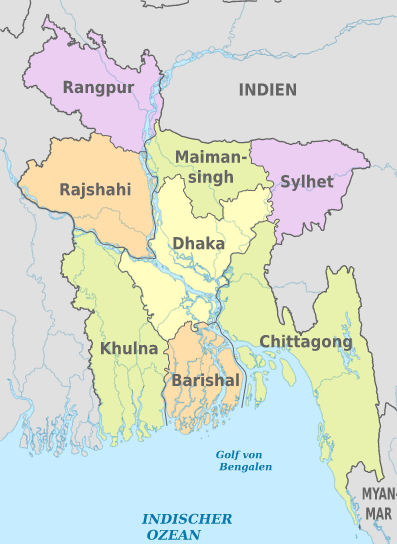 Rangpur
INDIEN
Maiman-
singh
Rajshahi
Sylhet
Dhaka
Khulna
Chittagong
Barishal
Golf von
Bengalen
MYAN-
MAR
INDISCHER
OZEAN